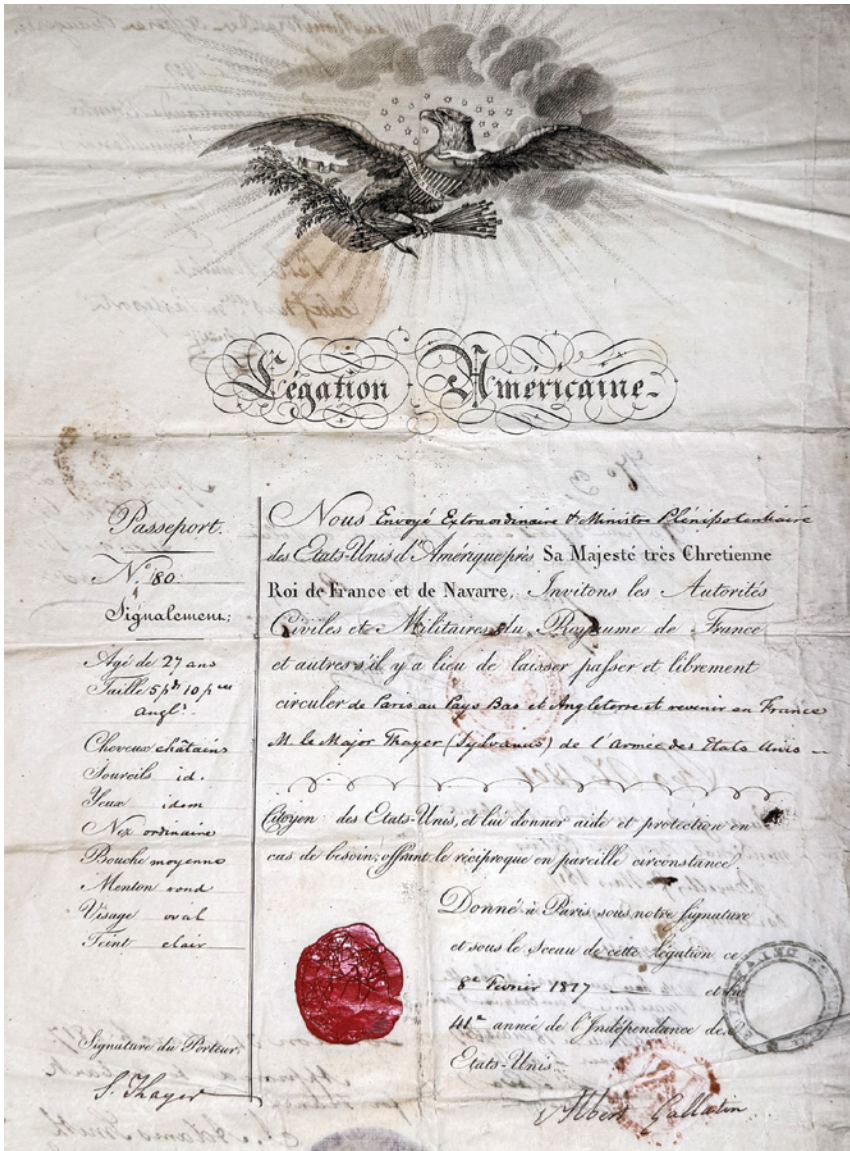 Légation Américaine.
Passeport.
N.º 180
Signalement;
Agé de 27 ans
Taille 5 pds 10 pces
angl.
Cheveux châtains
Sourcils id.
Yeux idem
Nez ordinaire
Bouche moyenne
Menton rond
Visage oval
Teint clair
Signature du Porteur.
S. Thayer
Nous Envoyé Extraordinaire & Ministre Plénipotentiaire
des Etats-Unis d'Amérique près Sa Majesté très Chretienne
Roi de France et de Navarre, Invitons les Autorités
Civiles et Militaires du Royaume de France
et autres s'il y a lieu de laisser passer et librement
circuler de Paris au Pays Bas et Angleterre et revenir en France
M. le Major Thayer (Sylvanus) de l'Armée des Etats Unis
Citoyen des Etats-Unis, et lui donner aide et protection en
cas de besoin; offrant le réciproque en pareille circonstance.
Donné à Paris sous notre signature
et sous le Sceau de cette légation ce
8e Fevrier 1817 et la
41e année de l'Indépendance des
Etats-Unis.
Albert Gallatin